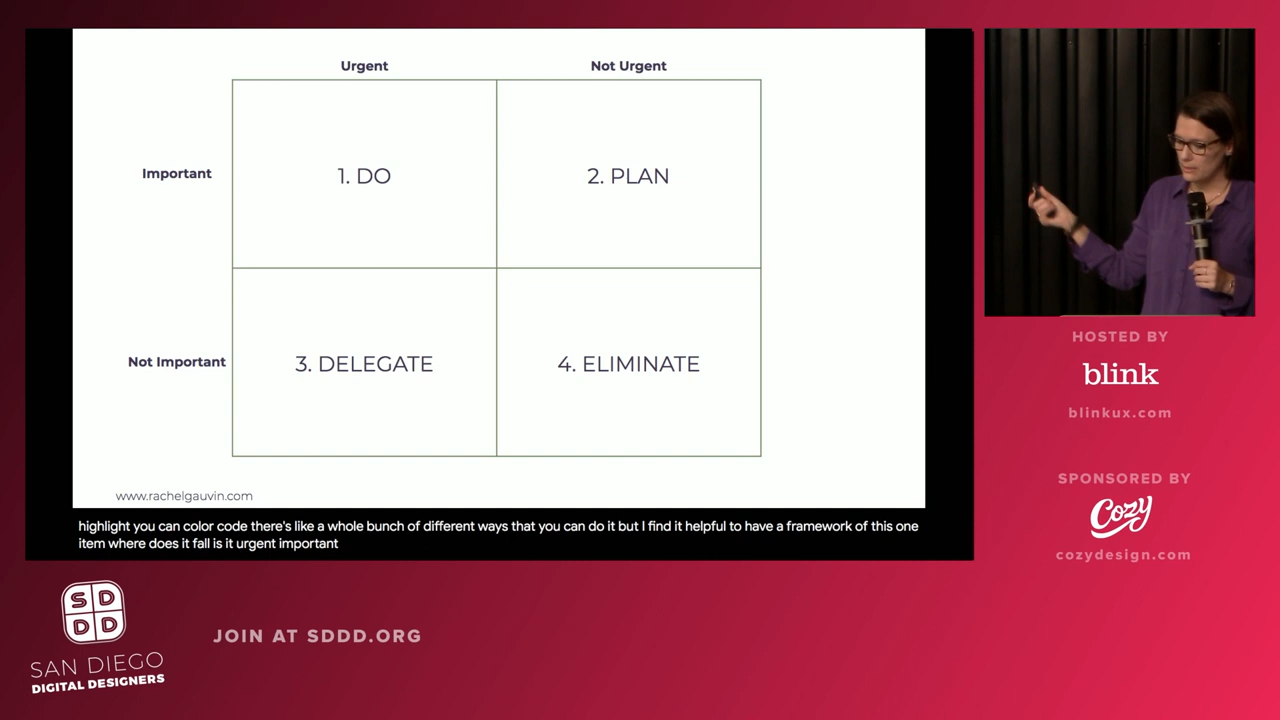 Urgent
Not Urgent
Important
1. DO
2. PLAN
Not Important
3. DELEGATE
4. ELIMINATE
www.rachelgauvin.com
highlight you can color code there's like a whole bunch of different ways that you can do it but I find it helpful to have a framework of this one
item where does it fall is it urgent important
HOSTED BY
blink
blinkux.com
SPONSORED BY
Cozy
cozydesign.com
SD
DD
SAN DIEGO
DIGITAL DESIGNERS
JOIN AT SDDD.ORG